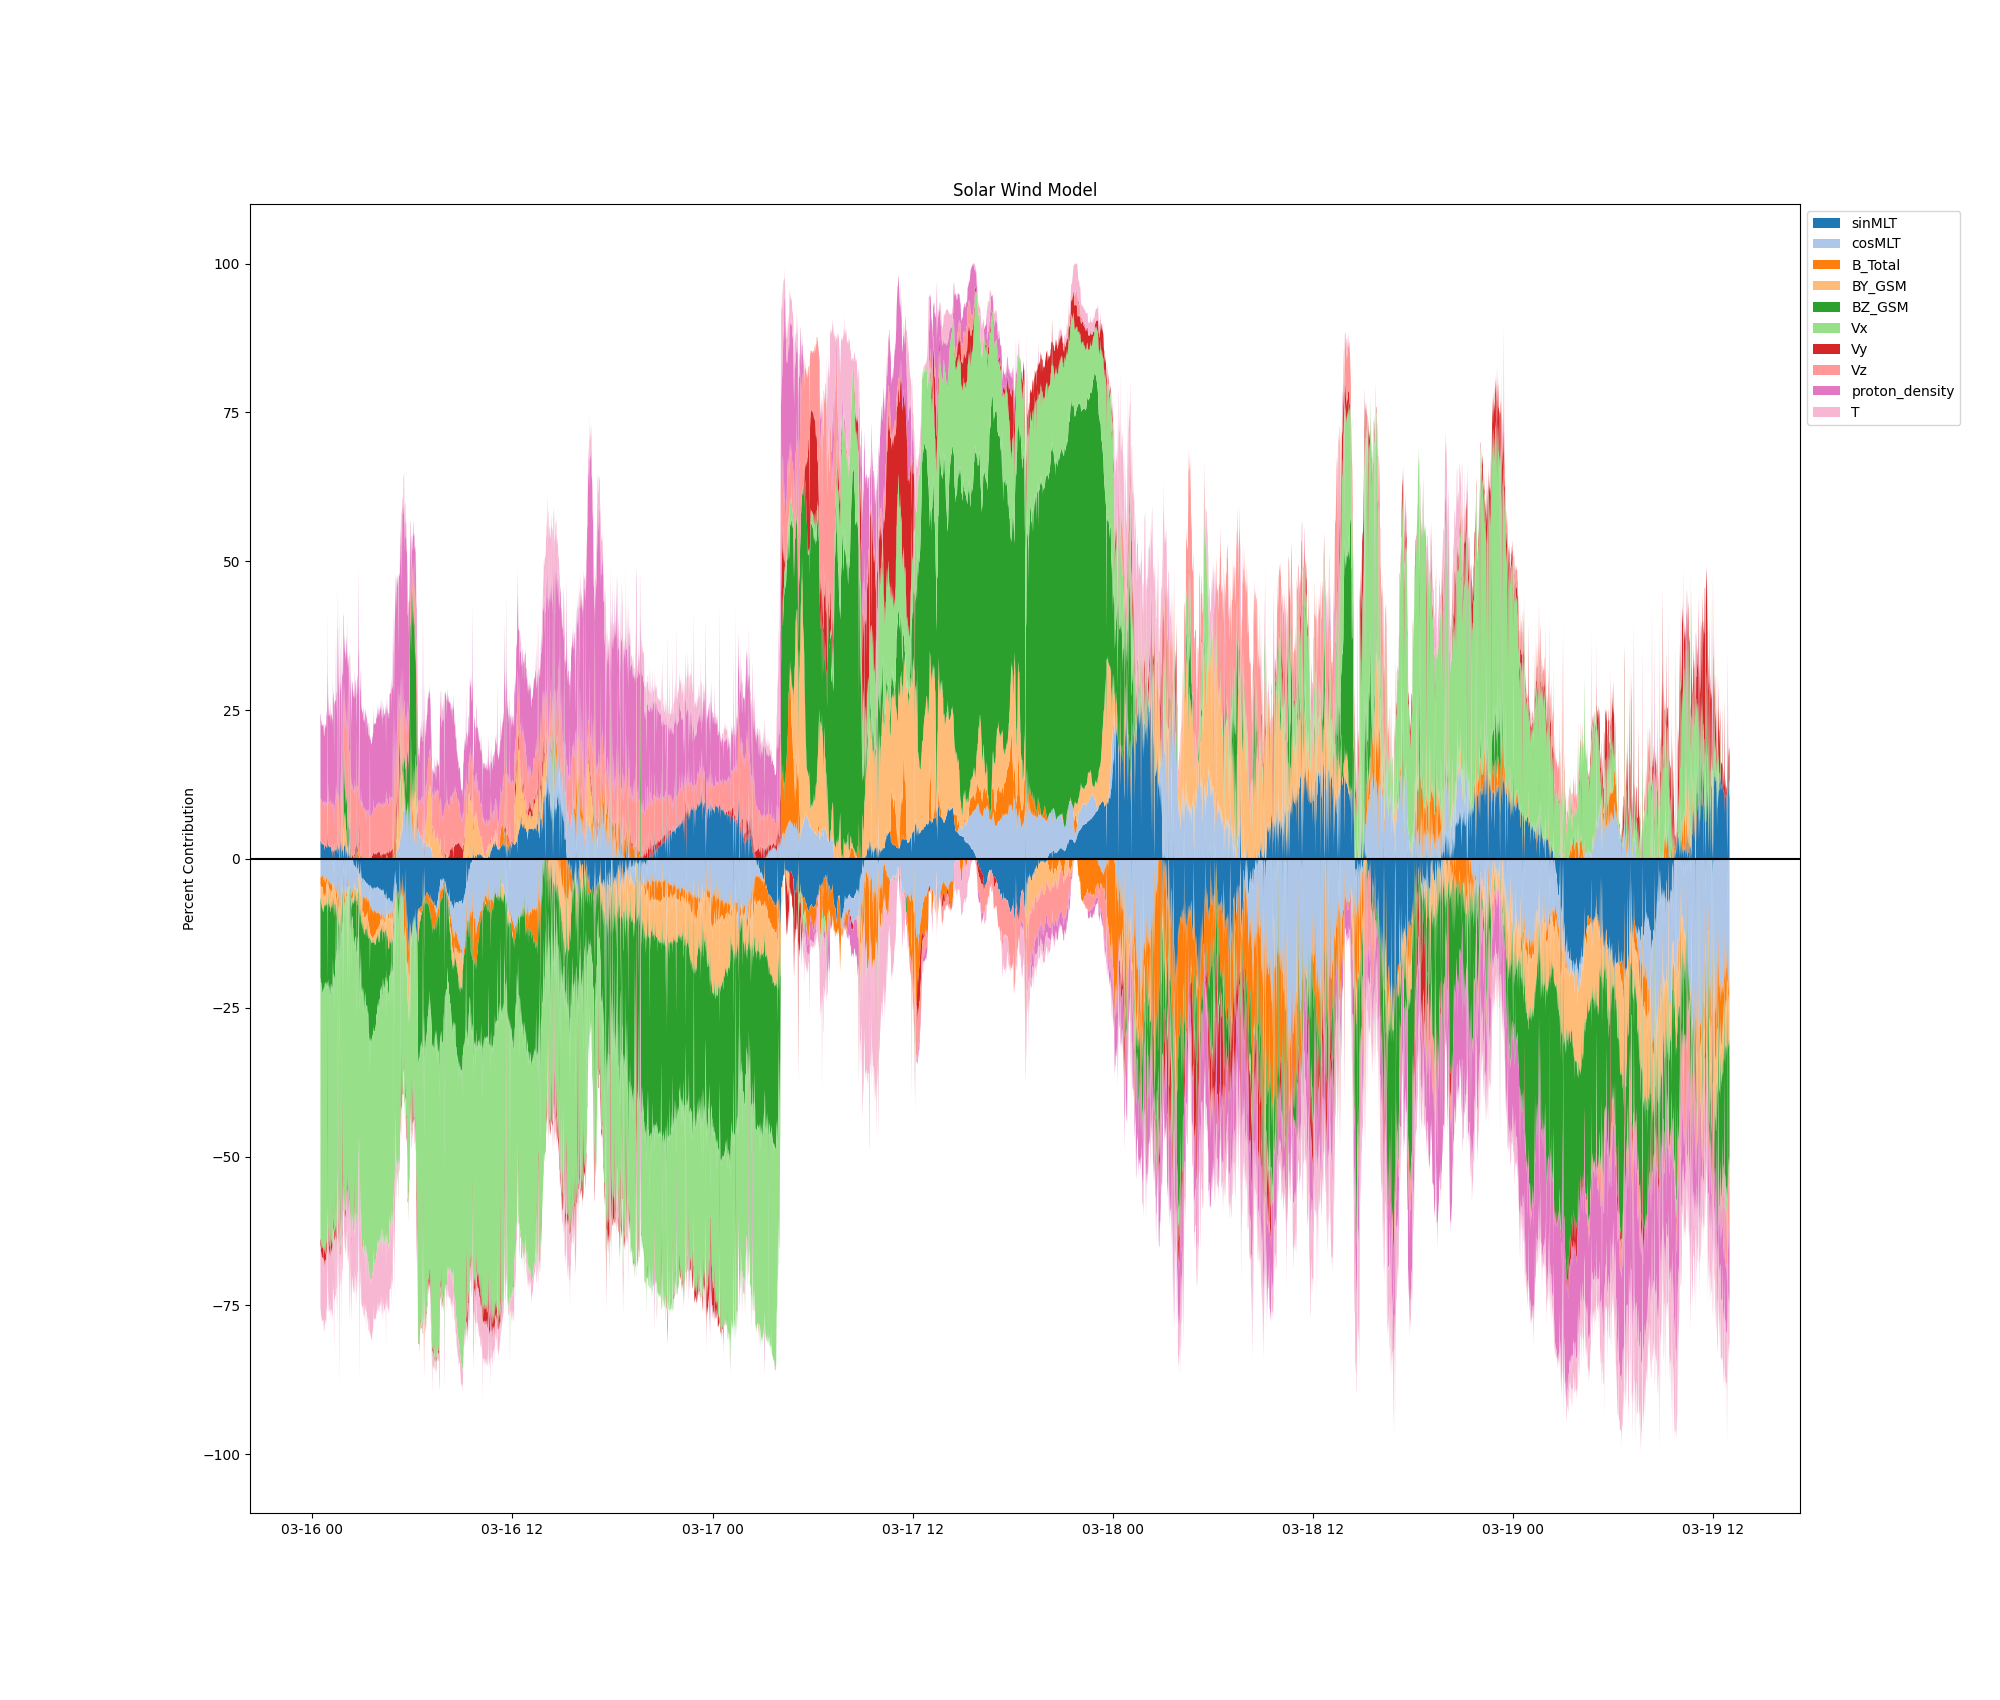 Solar Wind Model
sinMLT
cosMLT
B_Total
BY_GSM
BZ_GSM
Vx
Vy
Vz
proton_density
T
Percent Contribution
100
75
50
25
0
−25
−50
−75
−100
03-16 00
03-16 12
03-17 00
03-17 12
03-18 00
03-18 12
03-19 00
03-19 12